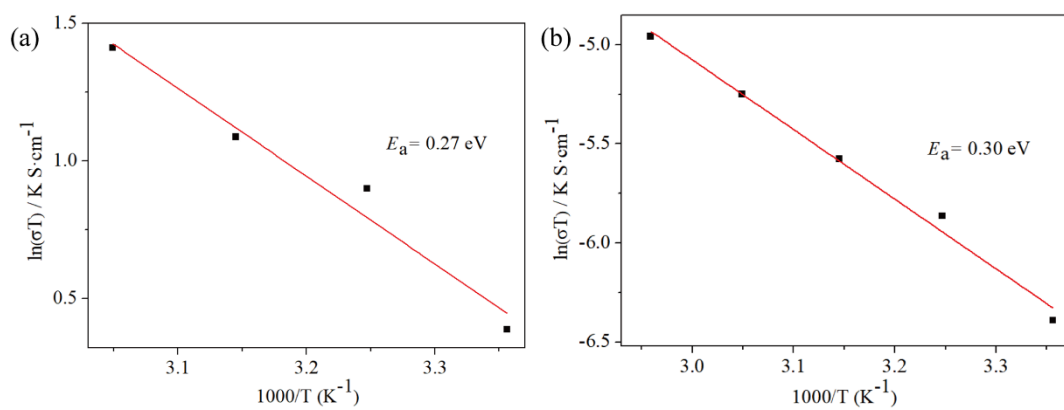 (a)
1.5
1.0
0.5
ln(σT) / K S·cm⁻¹
Eₐ= 0.27 eV
3.1 3.2 3.3
1000/T (K⁻¹)
(b)
-5.0
-5.5
-6.0
-6.5
ln(σT) / K S·cm⁻¹
Eₐ= 0.30 eV
3.0 3.1 3.2 3.3
1000/T (K⁻¹)